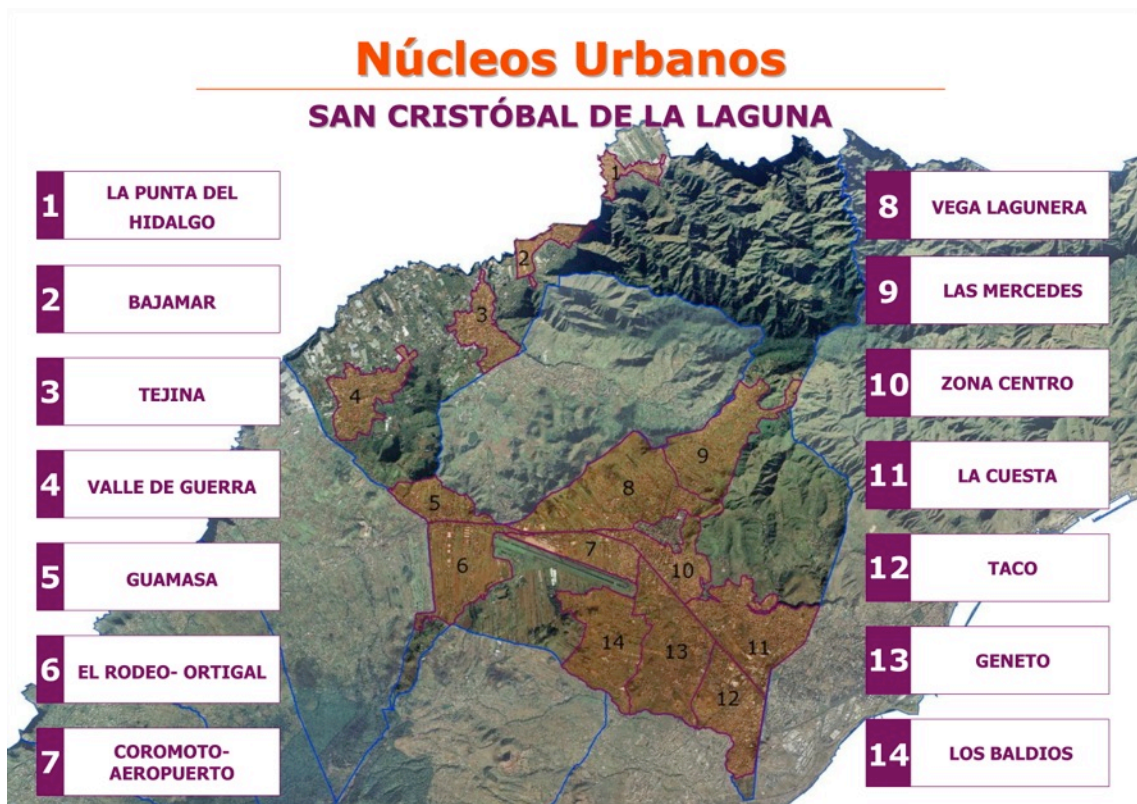 Núcleos Urbanos
SAN CRISTÓBAL DE LA LAGUNA
1 LA PUNTA DEL
HIDALGO
2 BAJAMAR
3 TEJINA
4 VALLE DE GUERRA
5 GUAMASA
6 EL RODEO- ORTIGAL
7 COROMOTO-
AEROPUERTO
8 VEGA LAGUNERA
9 LAS MERCEDES
10 ZONA CENTRO
11 LA CUESTA
12 TACO
13 GENETO
14 LOS BALDIOS
1
2
3
4
9
8
5
7
6
10
14
13
11
12